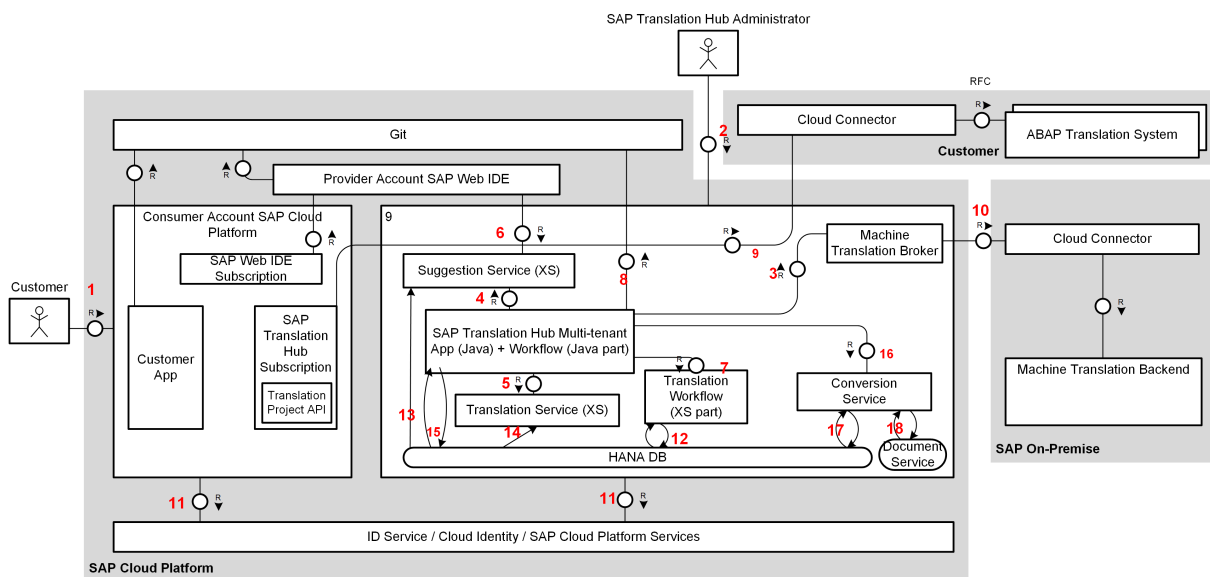 SAP Translation Hub Administrator
RFC
R
Cloud Connector
ABAP Translation System
Customer
2
R
Git
R
R
Provider Account SAP Web IDE
Consumer Account SAP Cloud
Platform
R
SAP Web IDE
Subscription
9
6
R
8
R
R
9
Machine
Translation Broker
10
R
Cloud Connector
R
Machine Translation Backend
SAP On-Premise
Suggestion Service (XS)
3
R
4
R
Customer
1
R
Customer
App
SAP
Translation
Hub
Subscription
Translation
Project API
SAP Translation Hub Multi-tenant
App (Java) + Workflow (Java part)
R
16
7
R
5
R
Translation
Workflow
(XS part)
Conversion
Service
Translation Service (XS)
13
15
14
12
17
18
HANA DB
Document
Service
11
R
11
R
ID Service / Cloud Identity / SAP Cloud Platform Services
SAP Cloud Platform